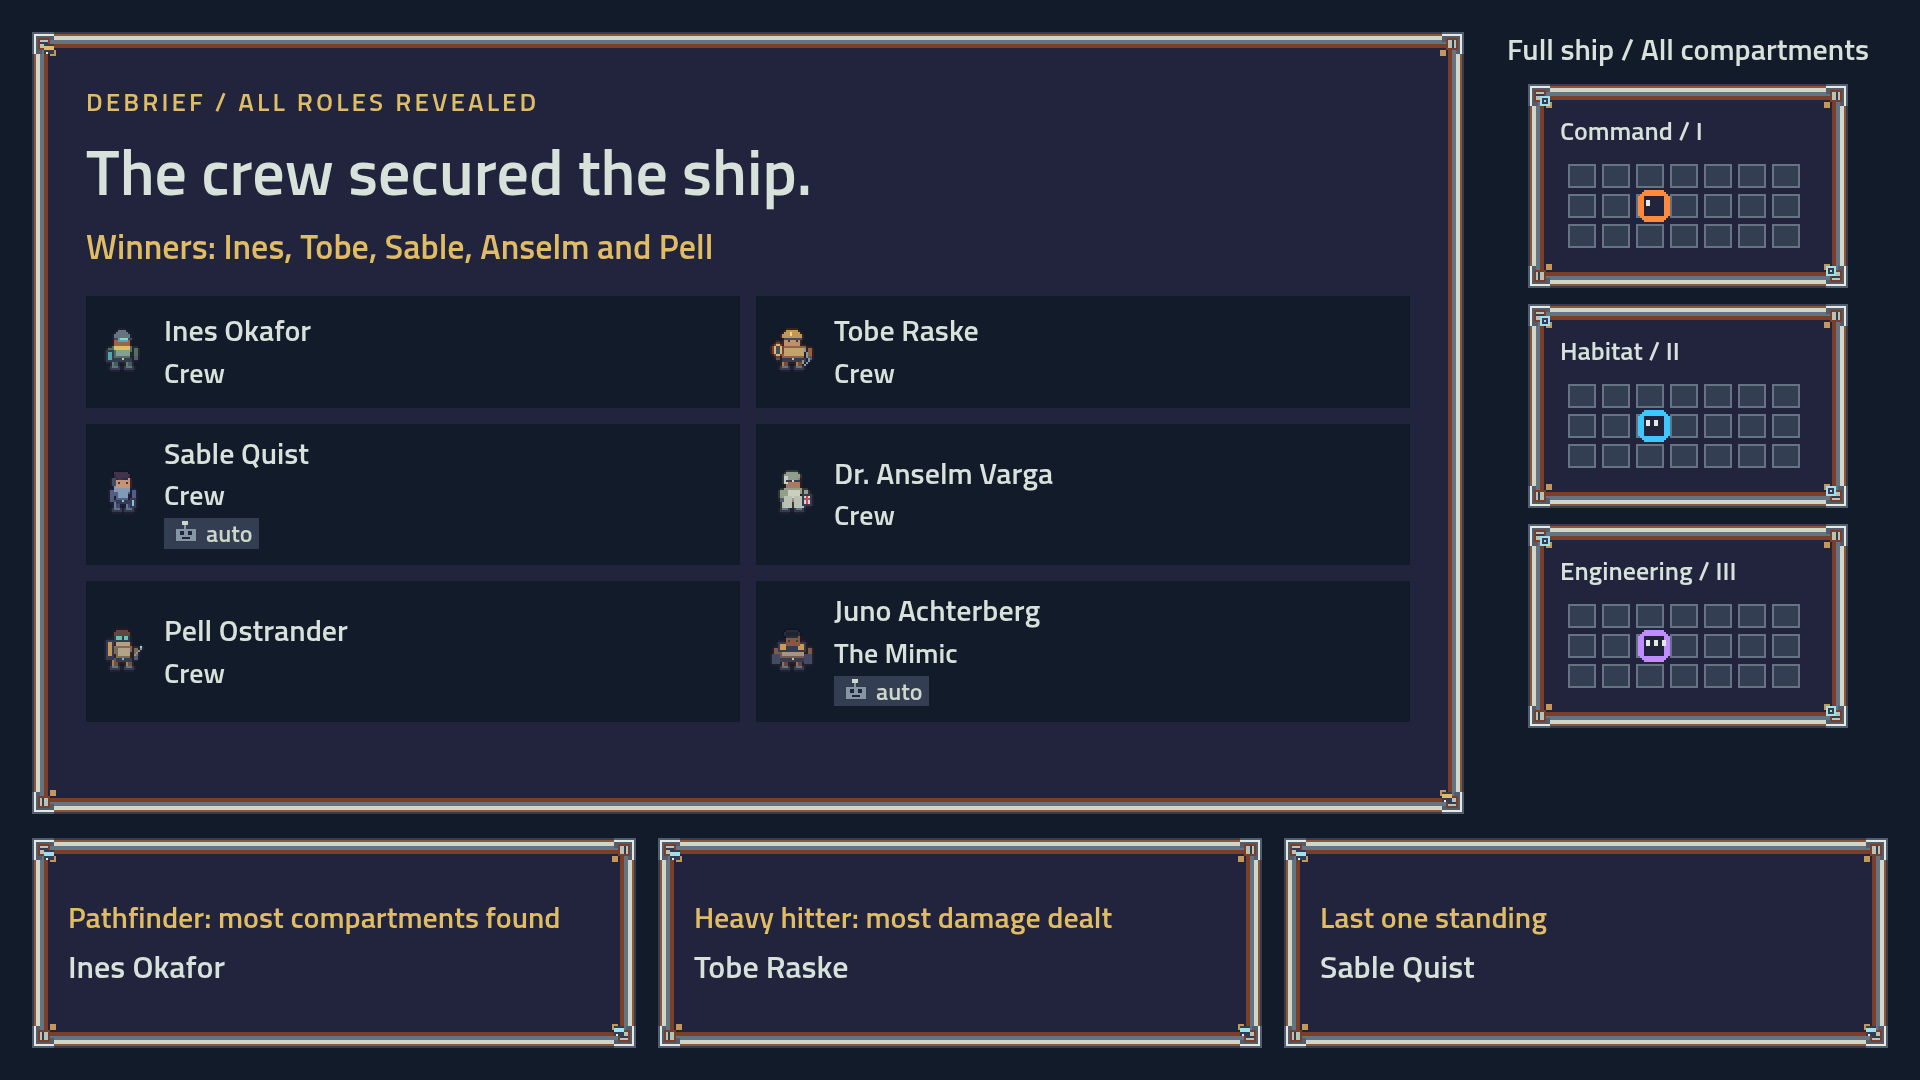 DEBRIEF / ALL ROLES REVEALED
The crew secured the ship.
Winners: Ines, Tobe, Sable, Anselm and Pell
Ines Okafor
Crew
Tobe Raske
Crew
Sable Quist
Crew
auto
Dr. Anselm Varga
Crew
Pell Ostrander
Crew
Juno Achterberg
The Mimic
auto
Full ship / All compartments
Command / I
Habitat / II
Engineering / III
Pathfinder: most compartments found
Ines Okafor
Heavy hitter: most damage dealt
Tobe Raske
Last one standing
Sable Quist